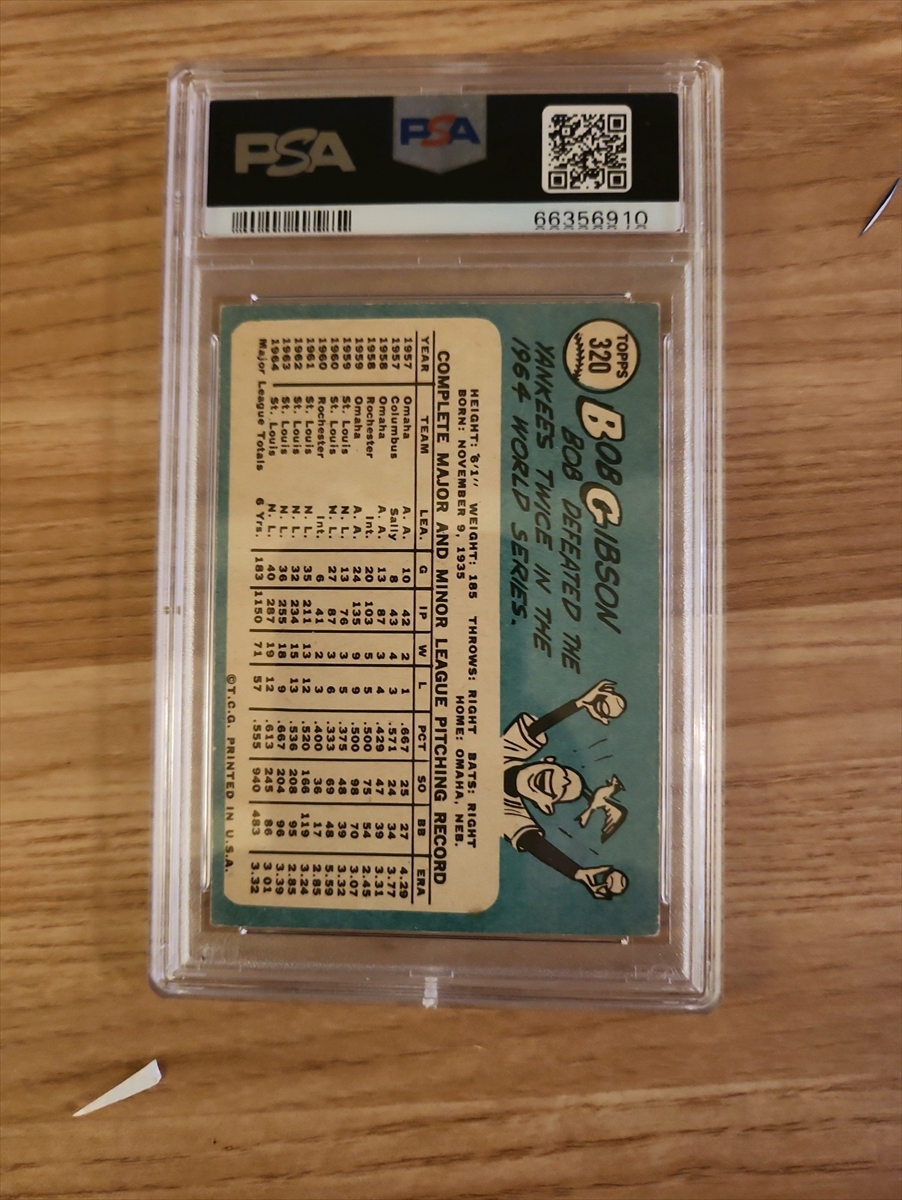 PSA
PSA
66356910
TOPPS
320
BOB GIBSON
BOB DEFEATED THE
YANKEES TWICE IN THE
1964 WORLD SERIES.
HEIGHT: 6'1" WEIGHT: 185 THROWS: RIGHT BATS: RIGHT
BORN: NOVEMBER 9, 1935 HOME: OMAHA, NEB.
COMPLETE MAJOR AND MINOR LEAGUE PITCHING RECORD
YEAR TEAM LEA. G IP W L PCT SO BB ERA
1957 Omaha A. A. 10 42 2 1 .667 25 27 4.29
1957 Columbus Sally 8 43 4 3 .571 24 34 3.77
1958 Omaha A. A. 13 87 3 4 .429 47 39 3.31
1958 Rochester Int. 20 103 5 5 .500 75 54 2.45
1959 Omaha A. A. 24 135 9 9 .500 98 70 3.07
1959 St. Louis N. L. 13 76 3 5 .375 48 39 3.32
1960 St. Louis N. L. 27 87 3 6 .333 69 48 5.59
1960 Rochester Int. 6 41 2 3 .400 36 17 2.85
1961 St. Louis N. L. 35 211 13 12 .520 166 119 3.24
1962 St. Louis N. L. 32 234 15 13 .536 208 95 2.85
1963 St. Louis N. L. 36 255 18 9 .667 204 96 3.39
1964 St. Louis N. L. 40 287 19 12 .613 245 86 3.01
Major League Totals 6 Yrs. 183 1150 71 57 .555 940 483 3.32
©T.C.G. PRINTED IN U.S.A.